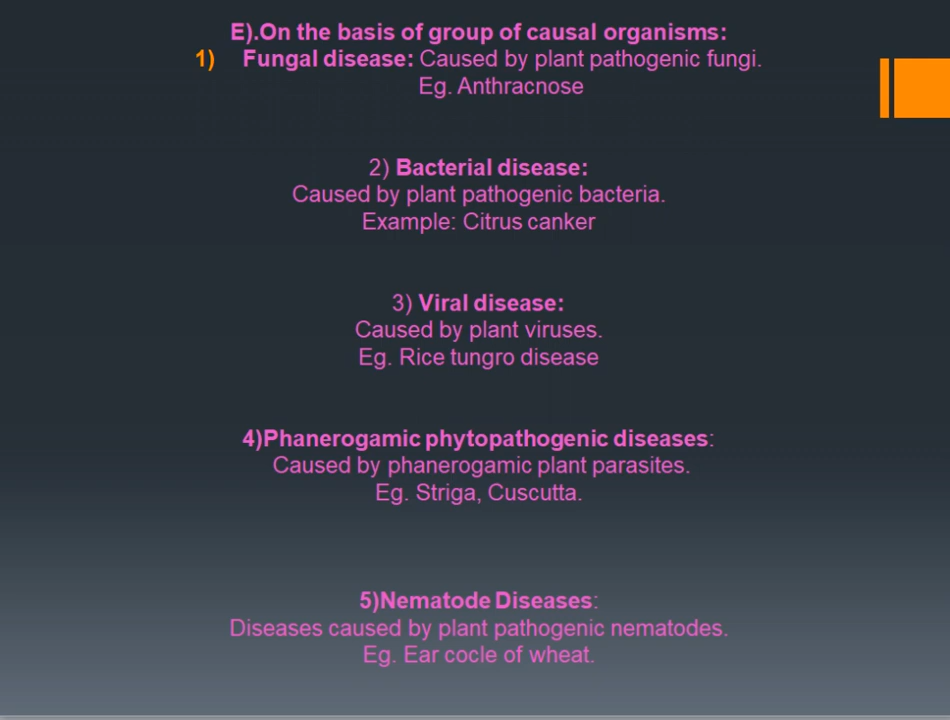 E).On the basis of group of causal organisms:
1) Fungal disease: Caused by plant pathogenic fungi.
Eg. Anthracnose
2) Bacterial disease:
Caused by plant pathogenic bacteria.
Example: Citrus canker
3) Viral disease:
Caused by plant viruses.
Eg. Rice tungro disease
4)Phanerogamic phytopathogenic diseases:
Caused by phanerogamic plant parasites.
Eg. Striga, Cuscutta.
5)Nematode Diseases:
Diseases caused by plant pathogenic nematodes.
Eg. Ear cocle of wheat.